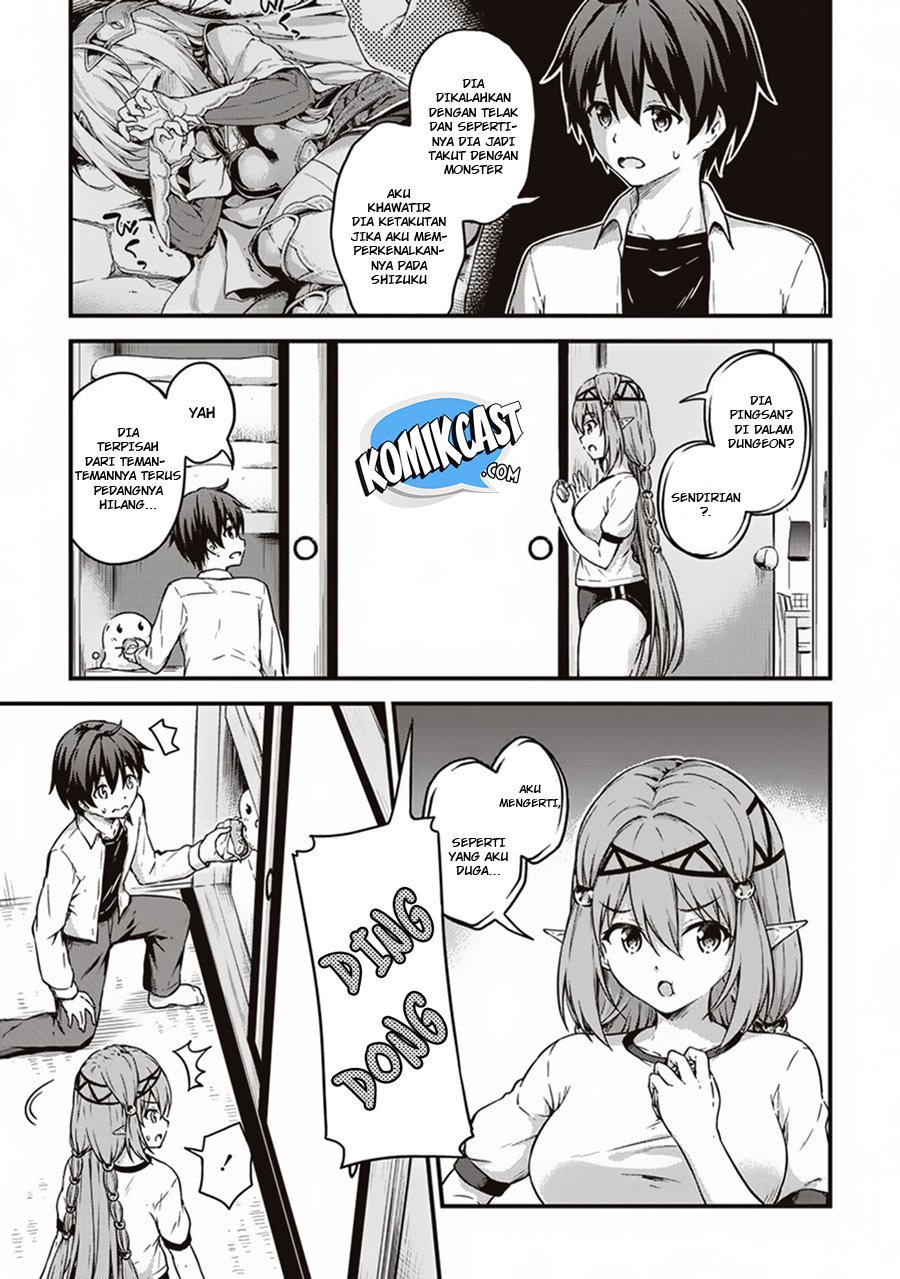 DIA
DIKALAHKAN
DENGAN TELAK
DAN SEPERTI-
NYA DIA JADI
TAKUT DENGAN
MONSTER
AKU
KHAWATIR
DIA KETAKUTAN
JIKA AKU MEM-
PERKENALKAN-
NYA PADA
SHIZUKU
DIA
PINGSAN?
DI DALAM
DUNGEON?
SENDIRIAN
?.
YAH
DIA
TERPISAH
DARI TEMAN-
TEMANNYA TERUS
PEDANGNYA
HILANG...
KOMIKCAST
.COM
AKU
MENGERTI,
SEPERTI
YANG AKU
DUGA...
DING
DONG
!